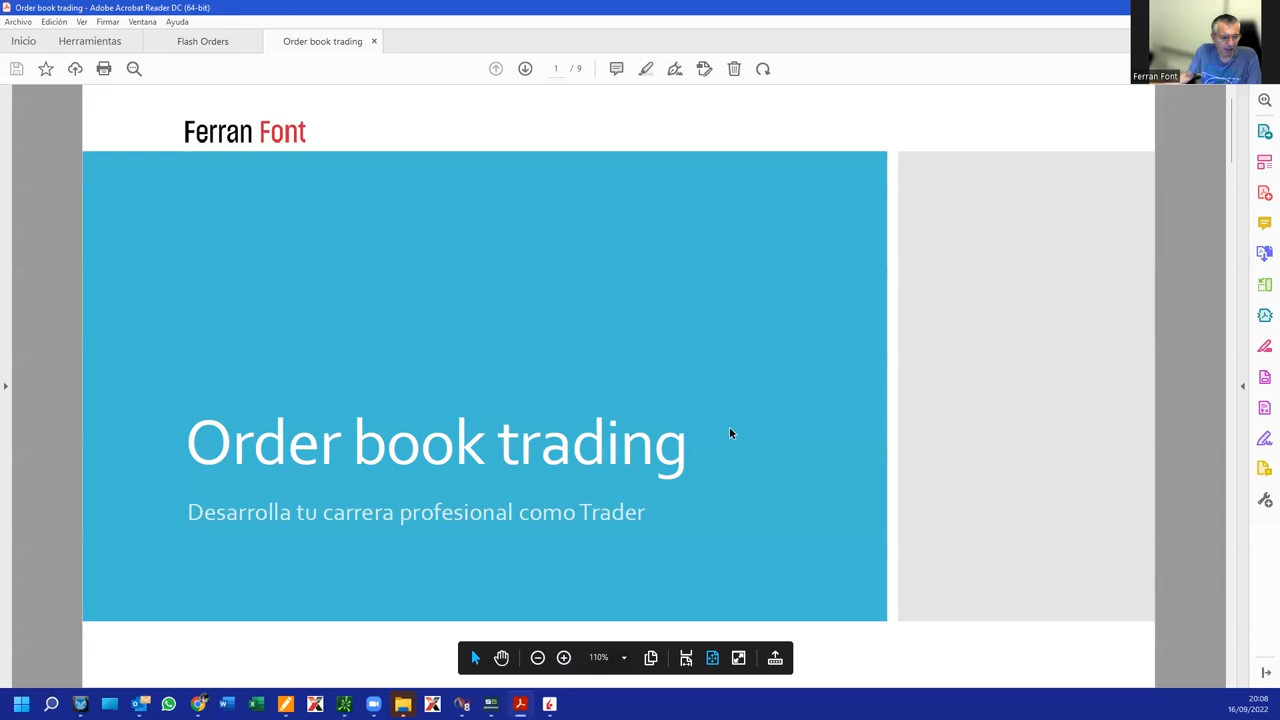 Order book trading - Adobe Acrobat Reader DC (64-bit)
Archivo Edición Ver Firmar Ventana Ayuda
Inicio Herramientas Flash Orders Order book trading
1 / 9
Ferran Font
Ferran Font
Order book trading
Desarrolla tu carrera profesional como Trader
110%
20:08
16/09/2022